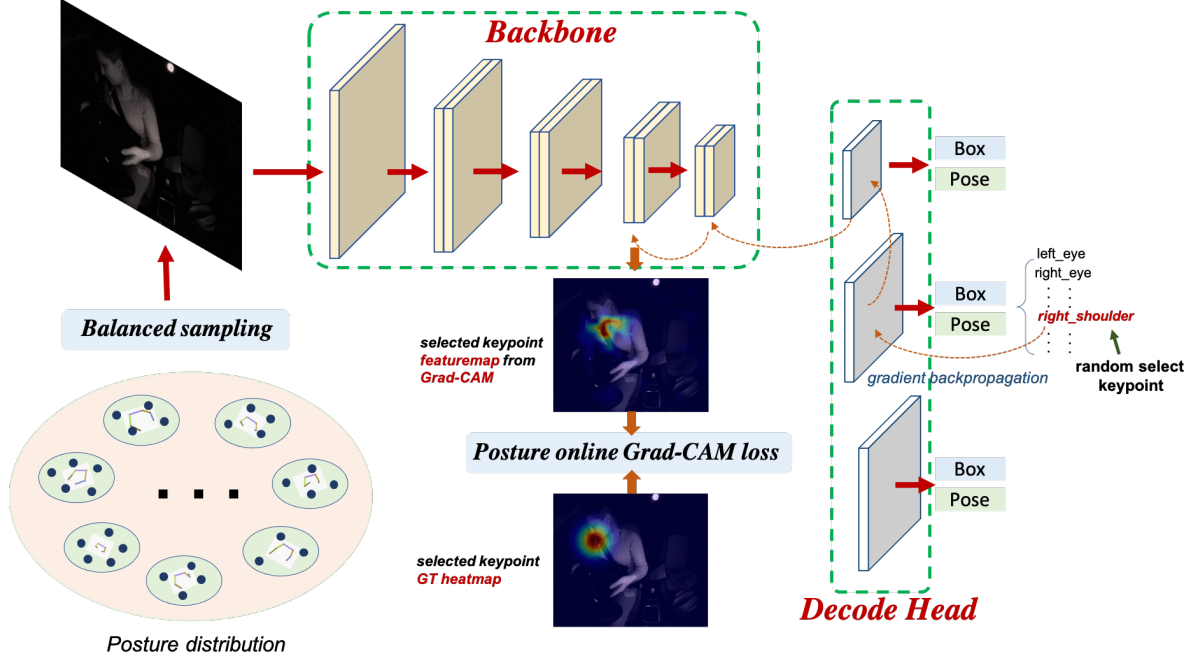 Backbone
Box
Pose
Balanced sampling
selected keypoint
featuremap from
Grad-CAM
Box
Pose
left_eye
right_eye
right_shoulder
random select
keypoint
gradient backpropagation
Posture online Grad-CAM loss
Box
Pose
selected keypoint
GT heatmap
Decode Head
Posture distribution